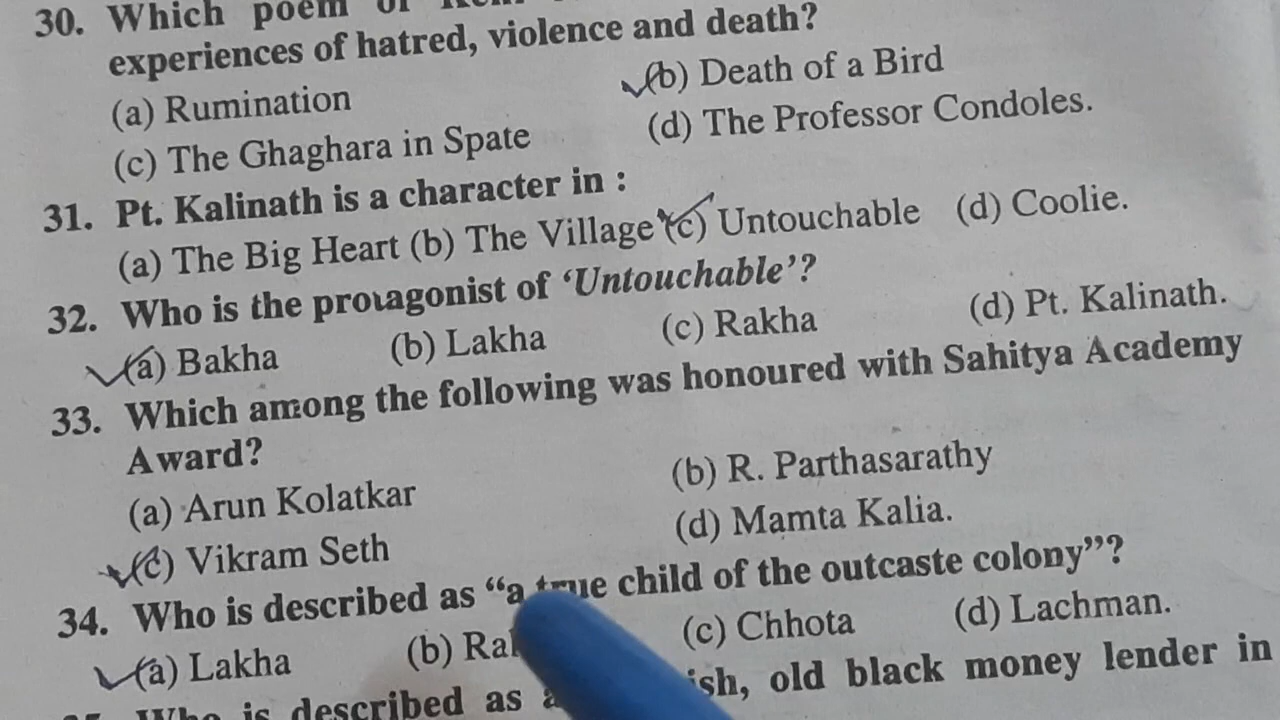 30. Which poem of
experiences of hatred, violence and death?
(a) Rumination (b) Death of a Bird
(c) The Ghaghara in Spate (d) The Professor Condoles.
31. Pt. Kalinath is a character in :
(a) The Big Heart (b) The Village (c) Untouchable (d) Coolie.
32. Who is the protagonist of ‘Untouchable’?
(a) Bakha (b) Lakha (c) Rakha (d) Pt. Kalinath.
33. Which among the following was honoured with Sahitya Academy
Award?
(a) Arun Kolatkar (b) R. Parthasarathy
(c) Vikram Seth (d) Mamta Kalia.
34. Who is described as “a true child of the outcaste colony”?
(a) Lakha (b) (c) Chhota (d) Lachman.
Who is described as old black money lender in